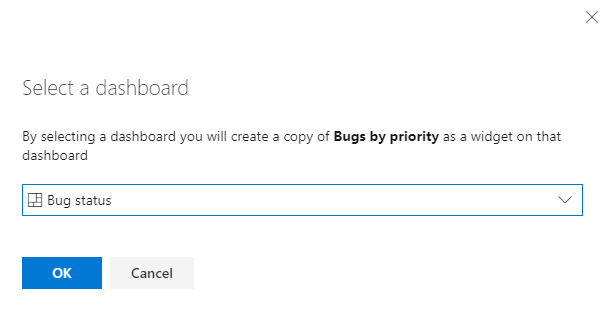 Select a dashboard
By selecting a dashboard you will create a copy of Bugs by priority as a widget on that
dashboard
Bug status
OK
Cancel